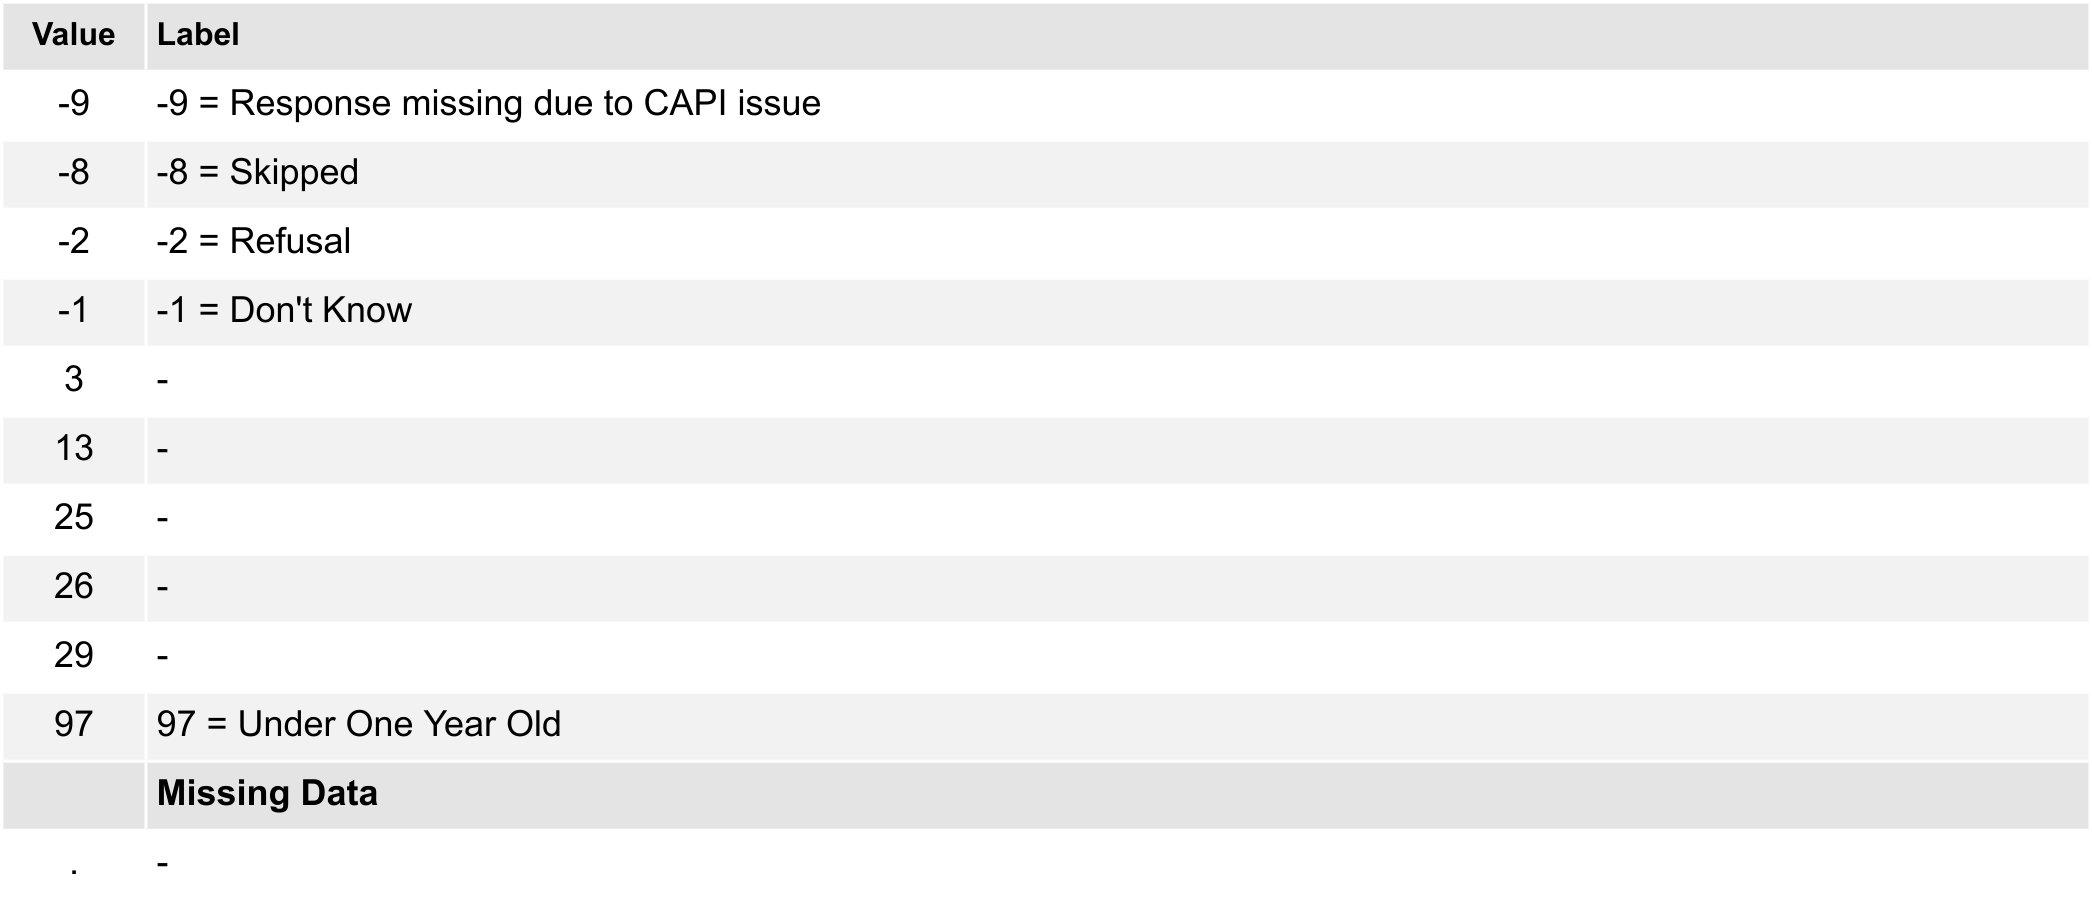 Value Label
-9 -9 = Response missing due to CAPI issue
-8 -8 = Skipped
-2 -2 = Refusal
-1 -1 = Don't Know
3 -
13 -
25 -
26 -
29 -
97 97 = Under One Year Old
Missing Data
. -